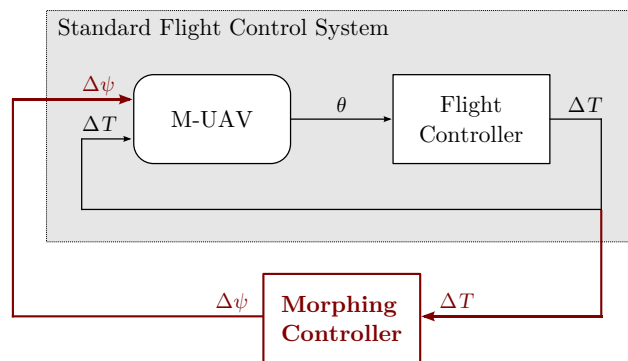 Standard Flight Control System
Δψ
ΔT
M-UAV
θ
Flight
Controller
ΔT
Δψ
Morphing
Controller
ΔT